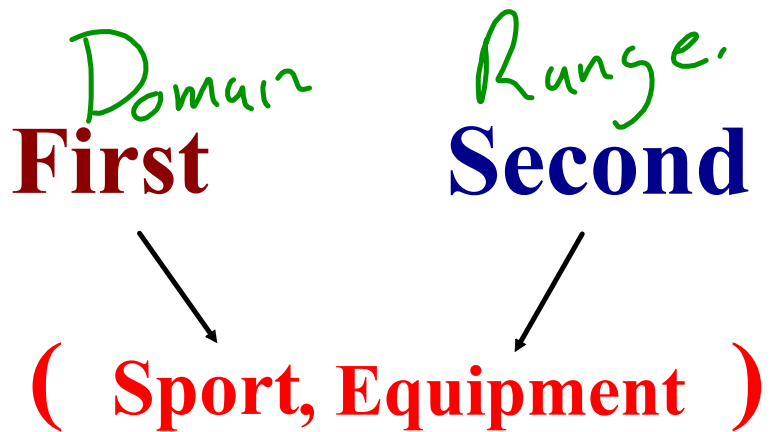 Domain Range.
First Second
( Sport, Equipment )